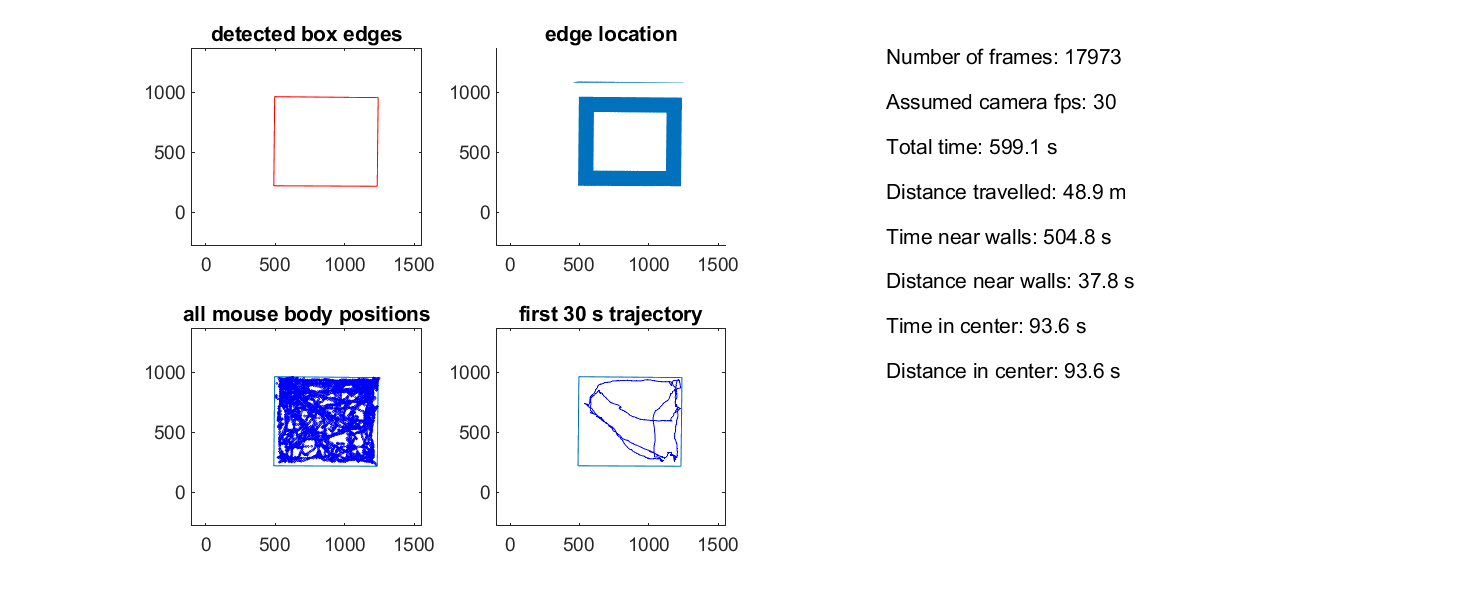 detected box edges
1000
500
0
0
500
1000
1500
edge location
1000
500
0
0
500
1000
1500
all mouse body positions
1000
500
0
0
500
1000
1500
first 30 s trajectory
1000
500
0
0
500
1000
1500
Number of frames: 17973
Assumed camera fps: 30
Total time: 599.1 s
Distance travelled: 48.9 m
Time near walls: 504.8 s
Distance near walls: 37.8 s
Time in center: 93.6 s
Distance in center: 93.6 s